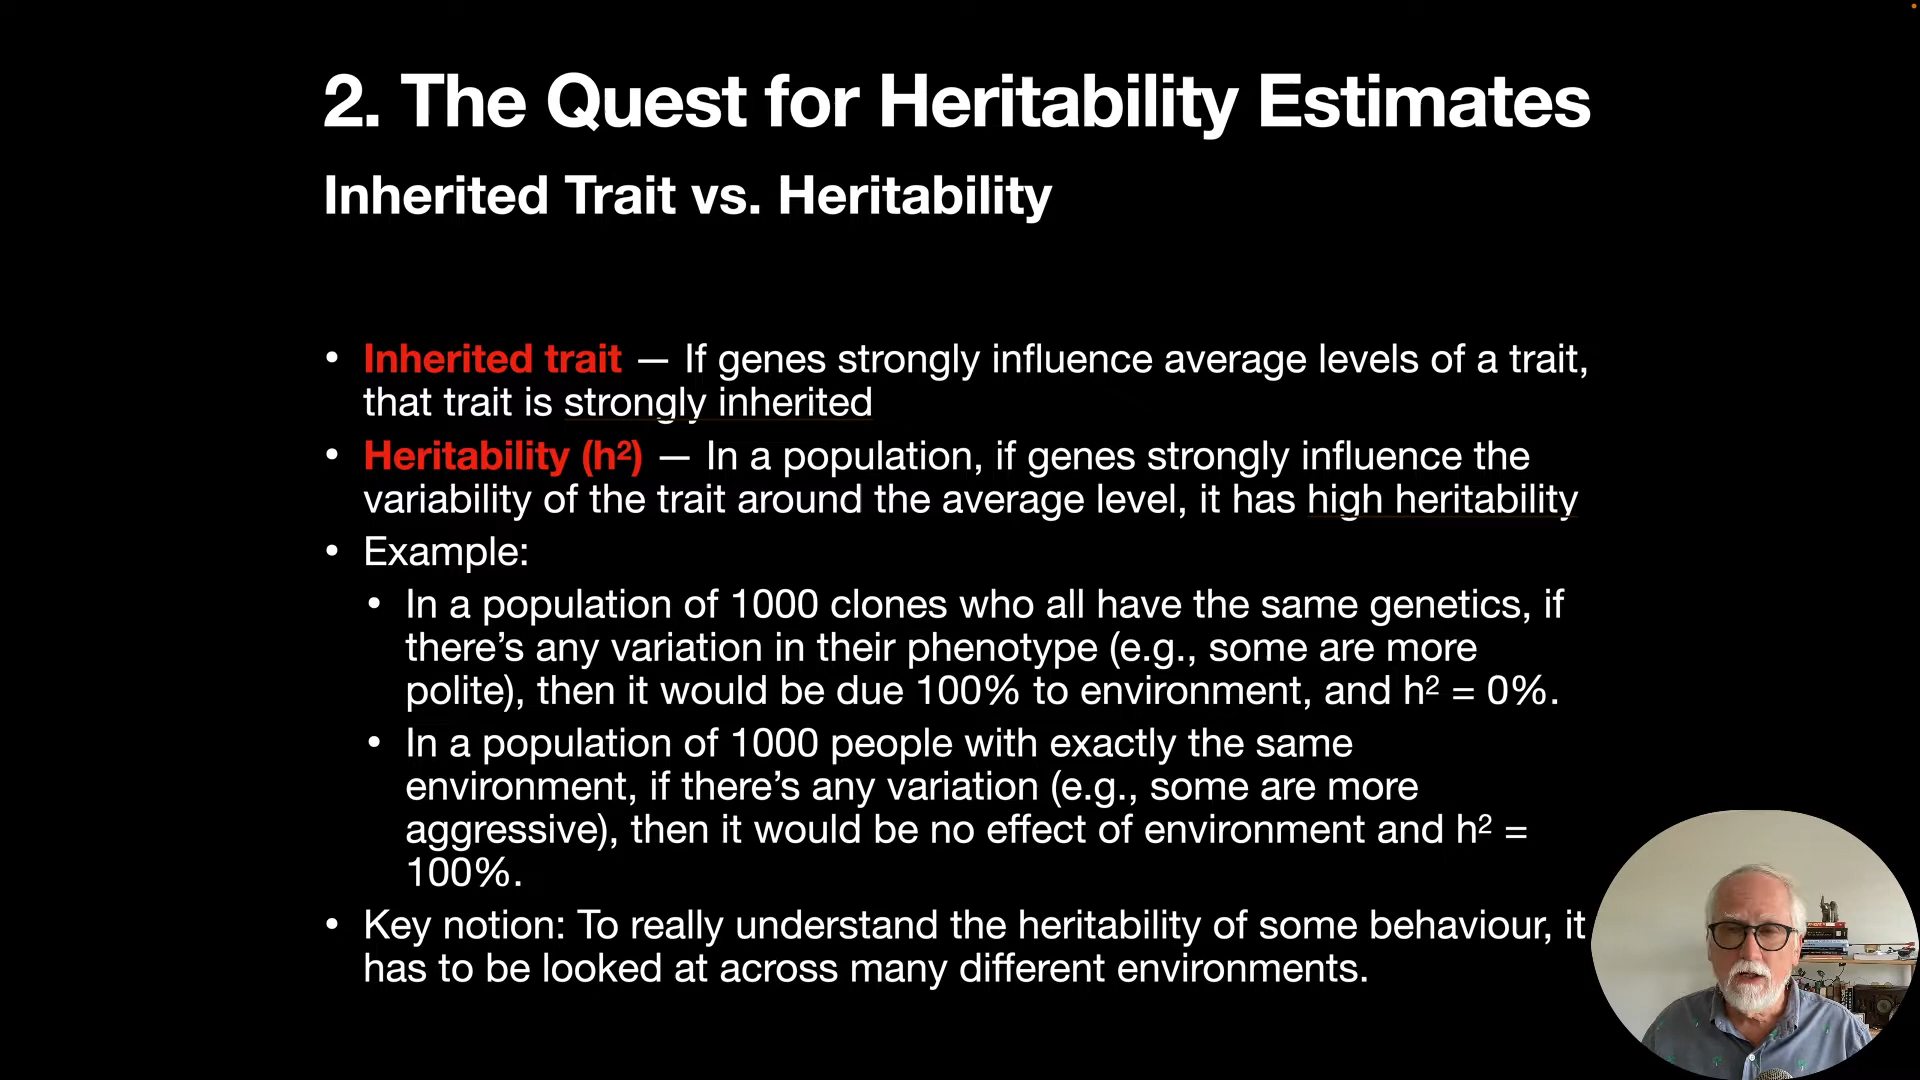 2. The Quest for Heritability Estimates
Inherited Trait vs. Heritability
• Inherited trait — If genes strongly influence average levels of a trait,
that trait is strongly inherited
• Heritability (h²) — In a population, if genes strongly influence the
variability of the trait around the average level, it has high heritability
• Example:
• In a population of 1000 clones who all have the same genetics, if
there’s any variation in their phenotype (e.g., some are more
polite), then it would be due 100% to environment, and h² = 0%.
• In a population of 1000 people with exactly the same
environment, if there’s any variation (e.g., some are more
aggressive), then it would be no effect of environment and h² =
100%.
• Key notion: To really understand the heritability of some behaviour, it
has to be looked at across many different environments.